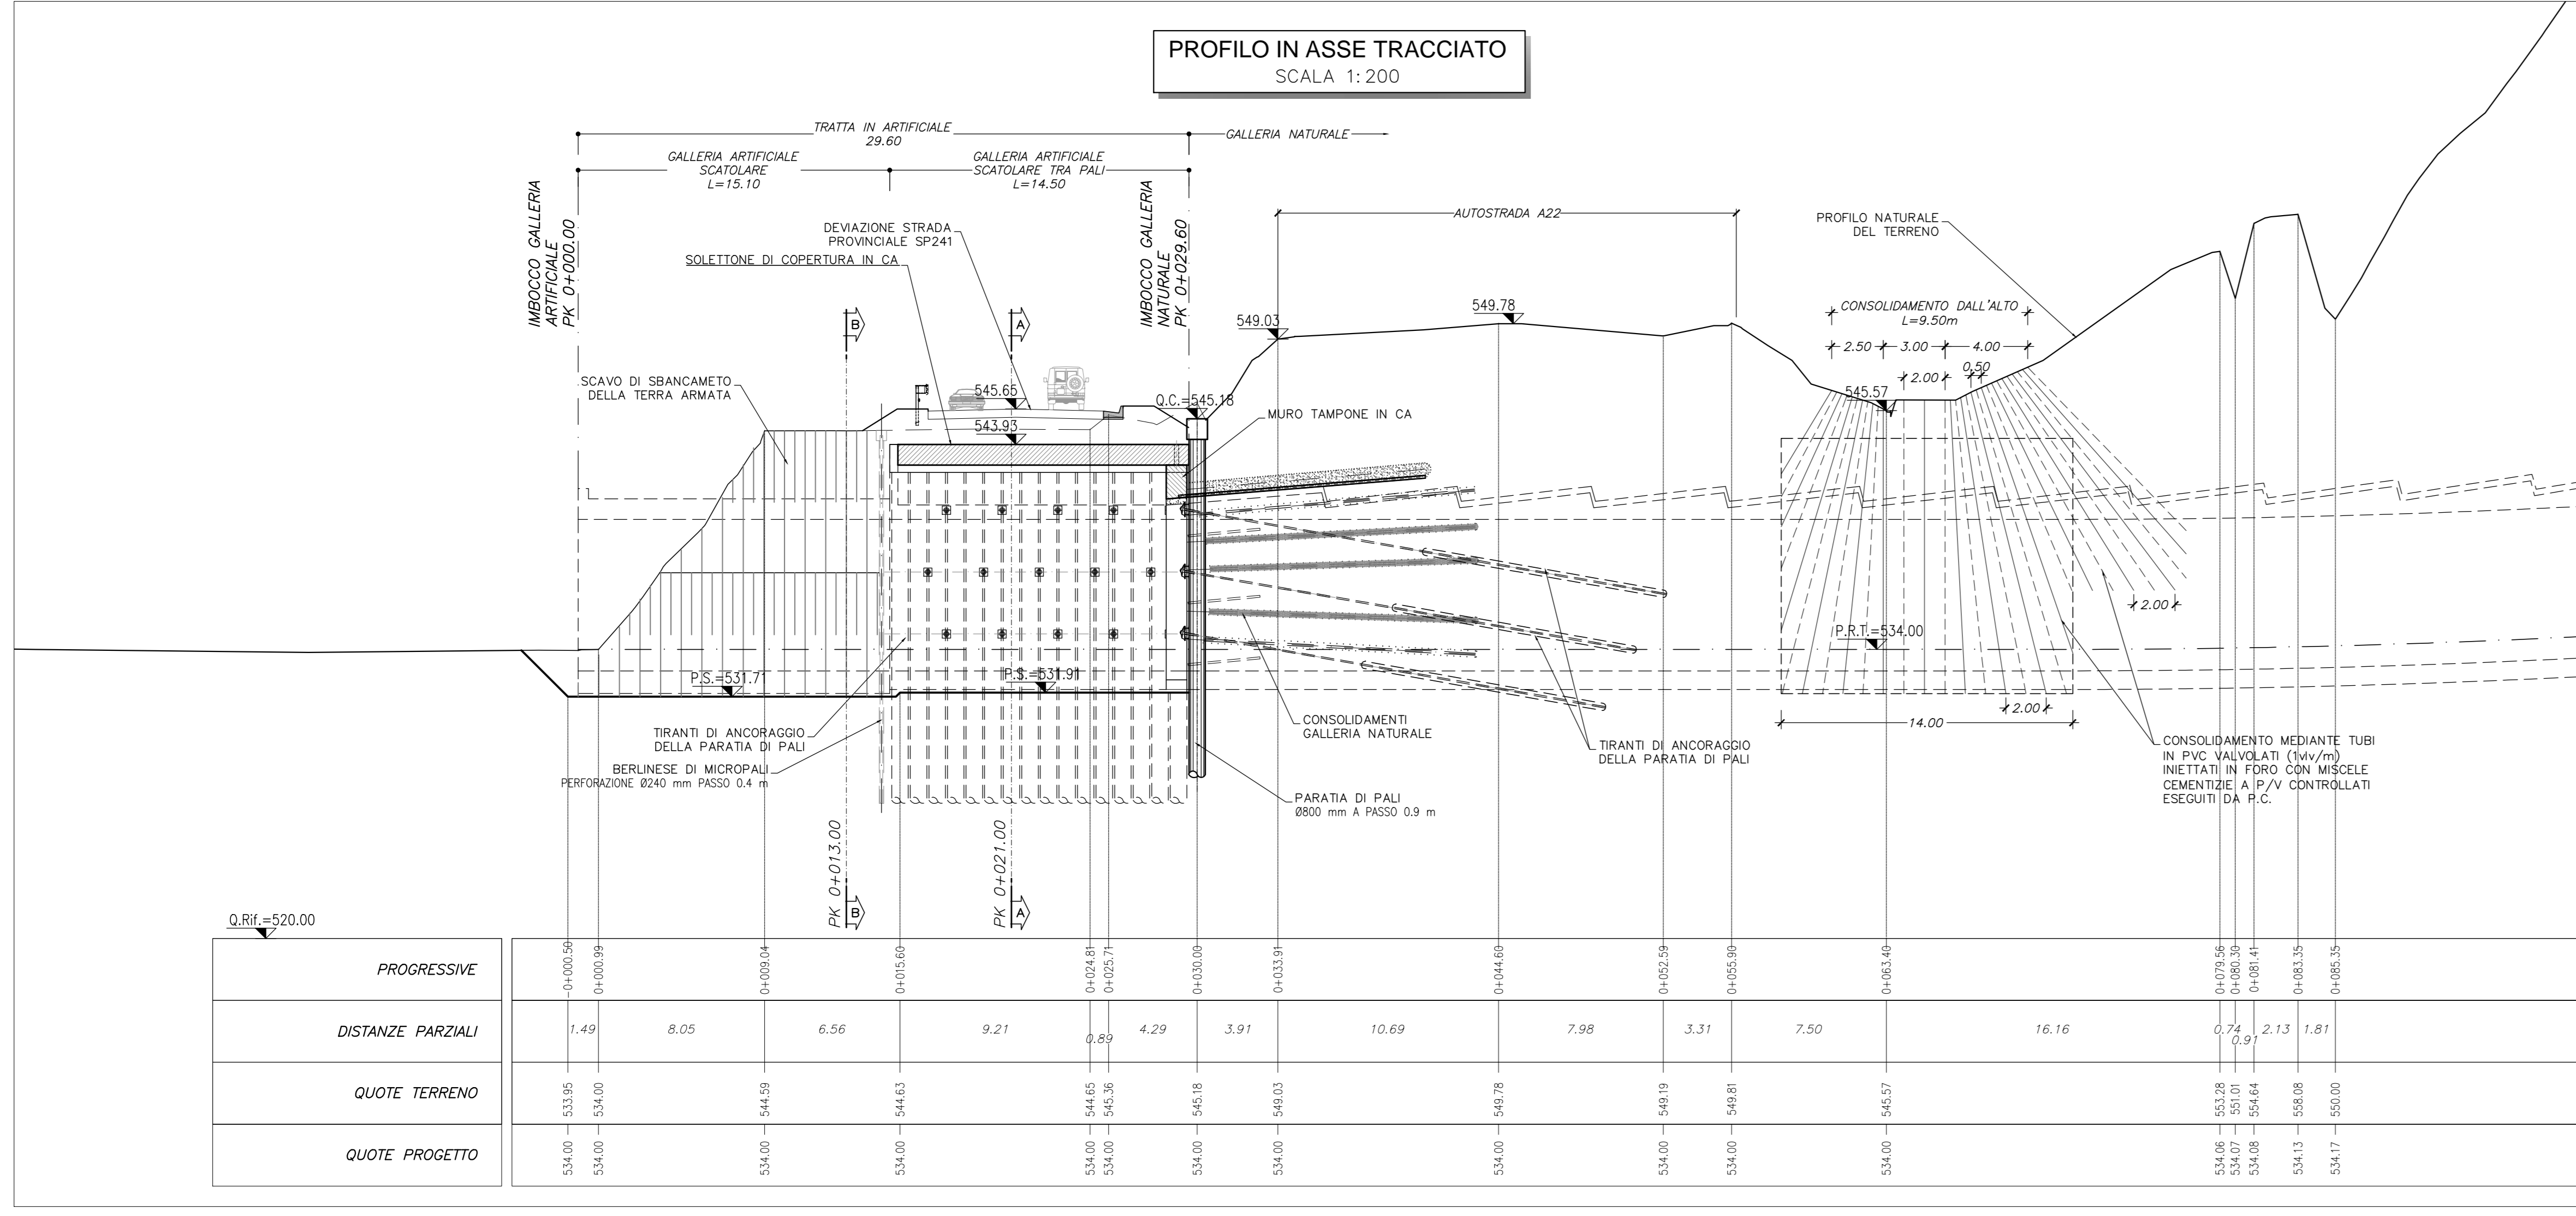 PROFILO IN ASSE TRACCIATO
SCALA 1:200
TRATTA IN ARTIFICIALE
29.60
GALLERIA NATURALE
GALLERIA ARTIFICIALE
SCATOLARE
L=15.10
GALLERIA ARTIFICIALE
SCATOLARE TRA PALI
L=14.50
IMBOCCO GALLERIA
ARTIFICIALE
PK 0+000.00
IMBOCCO GALLERIA
NATURALE
PK 0+029.60
DEVIAZIONE STRADA
PROVINCIALE SP241
SOLETTONE DI COPERTURA IN CA
AUTOSTRADA A22
PROFILO NATURALE
DEL TERRENO
B
A
549.03
549.78
CONSOLIDAMENTO DALL'ALTO
L=9.50m
2.50
3.00
4.00
0.50
2.00
SCAVO DI SBANCAMETO
DELLA TERRA ARMATA
545.65
Q.C.=545.18
545.57
MURO TAMPONE IN CA
543.93
2.00
P.R.T.=534.00
P.S.=531.71
P.S.=531.91
2.00
14.00
TIRANTI DI ANCORAGGIO
DELLA PARATIA DI PALI
BERLINESE DI MICROPALI
PERFORAZIONE Ø240 mm PASSO 0.4 m
CONSOLIDAMENTI
GALLERIA NATURALE
TIRANTI DI ANCORAGGIO
DELLA PARATIA DI PALI
CONSOLIDAMENTO MEDIANTE TUBI
IN PVC VALVOLATI (1vlv/m)
INIETTATI IN FORO CON MISCELE
CEMENTIZIE A P/V CONTROLLATI
ESEGUITI DA P.C.
PARATIA DI PALI
Ø800 mm A PASSO 0.9 m
PK 0+013.00
B
PK 0+021.00
A
Q.Rif.=520.00
PROGRESSIVE
-0+000.50 0+000.99 0+009.04 0+015.60 0+024.81 0+025.71 0+030.00 0+033.91 0+044.60 0+052.59 0+055.90 0+063.40 0+079.56 0+080.30 0+081.41 0+083.35 0+085.35
DISTANZE PARZIALI
1.49 8.05 6.56 9.21 0.89 4.29 3.91 10.69 7.98 3.31 7.50 16.16 0.74 0.91 2.13 1.81
QUOTE TERRENO
533.95 534.00 544.59 544.63 544.65 545.36 545.18 549.03 549.78 549.19 549.81 545.57 553.28 551.01 554.64 558.08 550.00
QUOTE PROGETTO
534.00 534.00 534.00 534.00 534.00 534.00 534.00 534.00 534.00 534.00 534.00 534.00 534.06 534.07 534.08 534.13 534.17